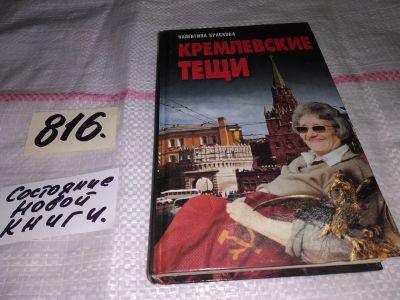 816.
Состояние
новой
книги.
ВАЛЕНТИНА КРАСКОВА
КРЕМЛЕВСКИЕ
ТЕЩИ